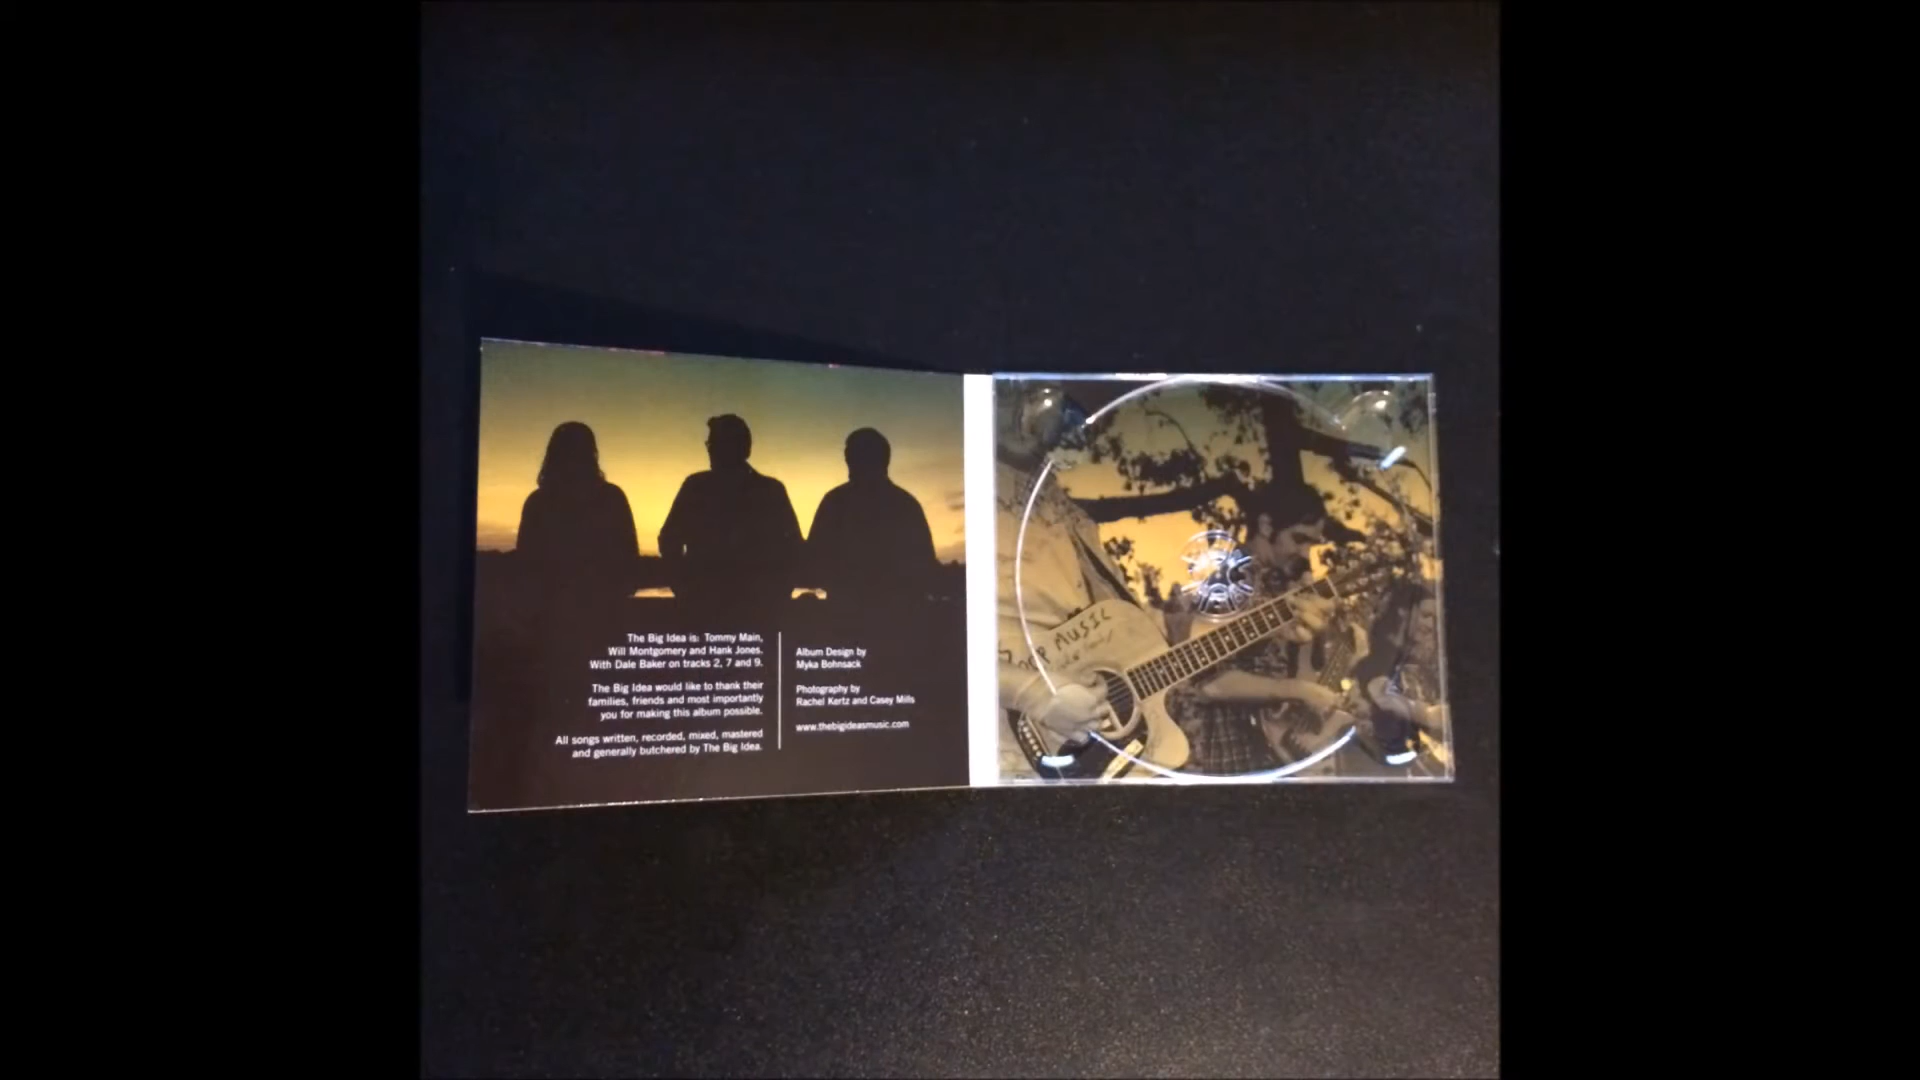 The Big Idea is: Tommy Main,
Will Montgomery and Hank Jones.
With Dale Baker on tracks 2, 7 and 9.
The Big Idea would like to thank their
families, friends and most importantly
you for making this album possible.
All songs written, recorded, mixed, mastered
and generally butchered by The Big Idea.
Album Design by
Myka Bohnsack
Photography by
Rachel Kertz and Casey Mills
www.thebigideasmusic.com
MUSIC